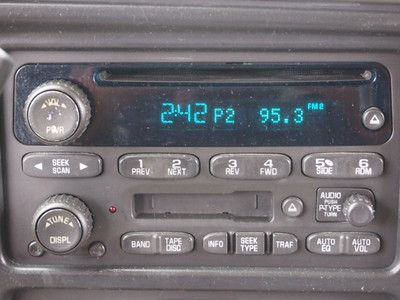 VOL
PWR
2:42 P2 95.3 FM2
SEEK
SCAN
1 PREV
2 NEXT
3 REV
4 FWD
5 SIDE
6 RDM
AUDIO
PUSH
P-TYPE
TURN
TUNE
DISPL
BAND
TAPE
DISC
INFO
SEEK
TYPE
TRAF
AUTO
EQ
AUTO
VOL